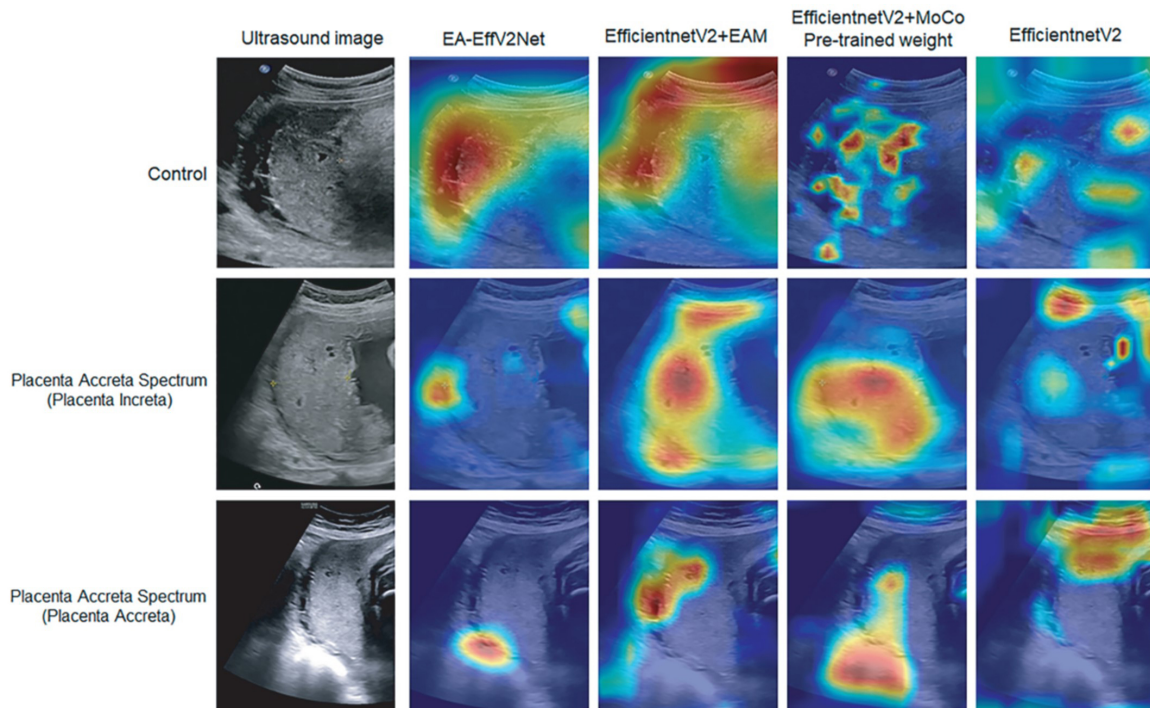 Ultrasound image
EA-EffV2Net
EfficientnetV2+EAM
EfficientnetV2+MoCo
Pre-trained weight
EfficientnetV2
Control
Placenta Accreta Spectrum
(Placenta Increta)
Placenta Accreta Spectrum
(Placenta Accreta)